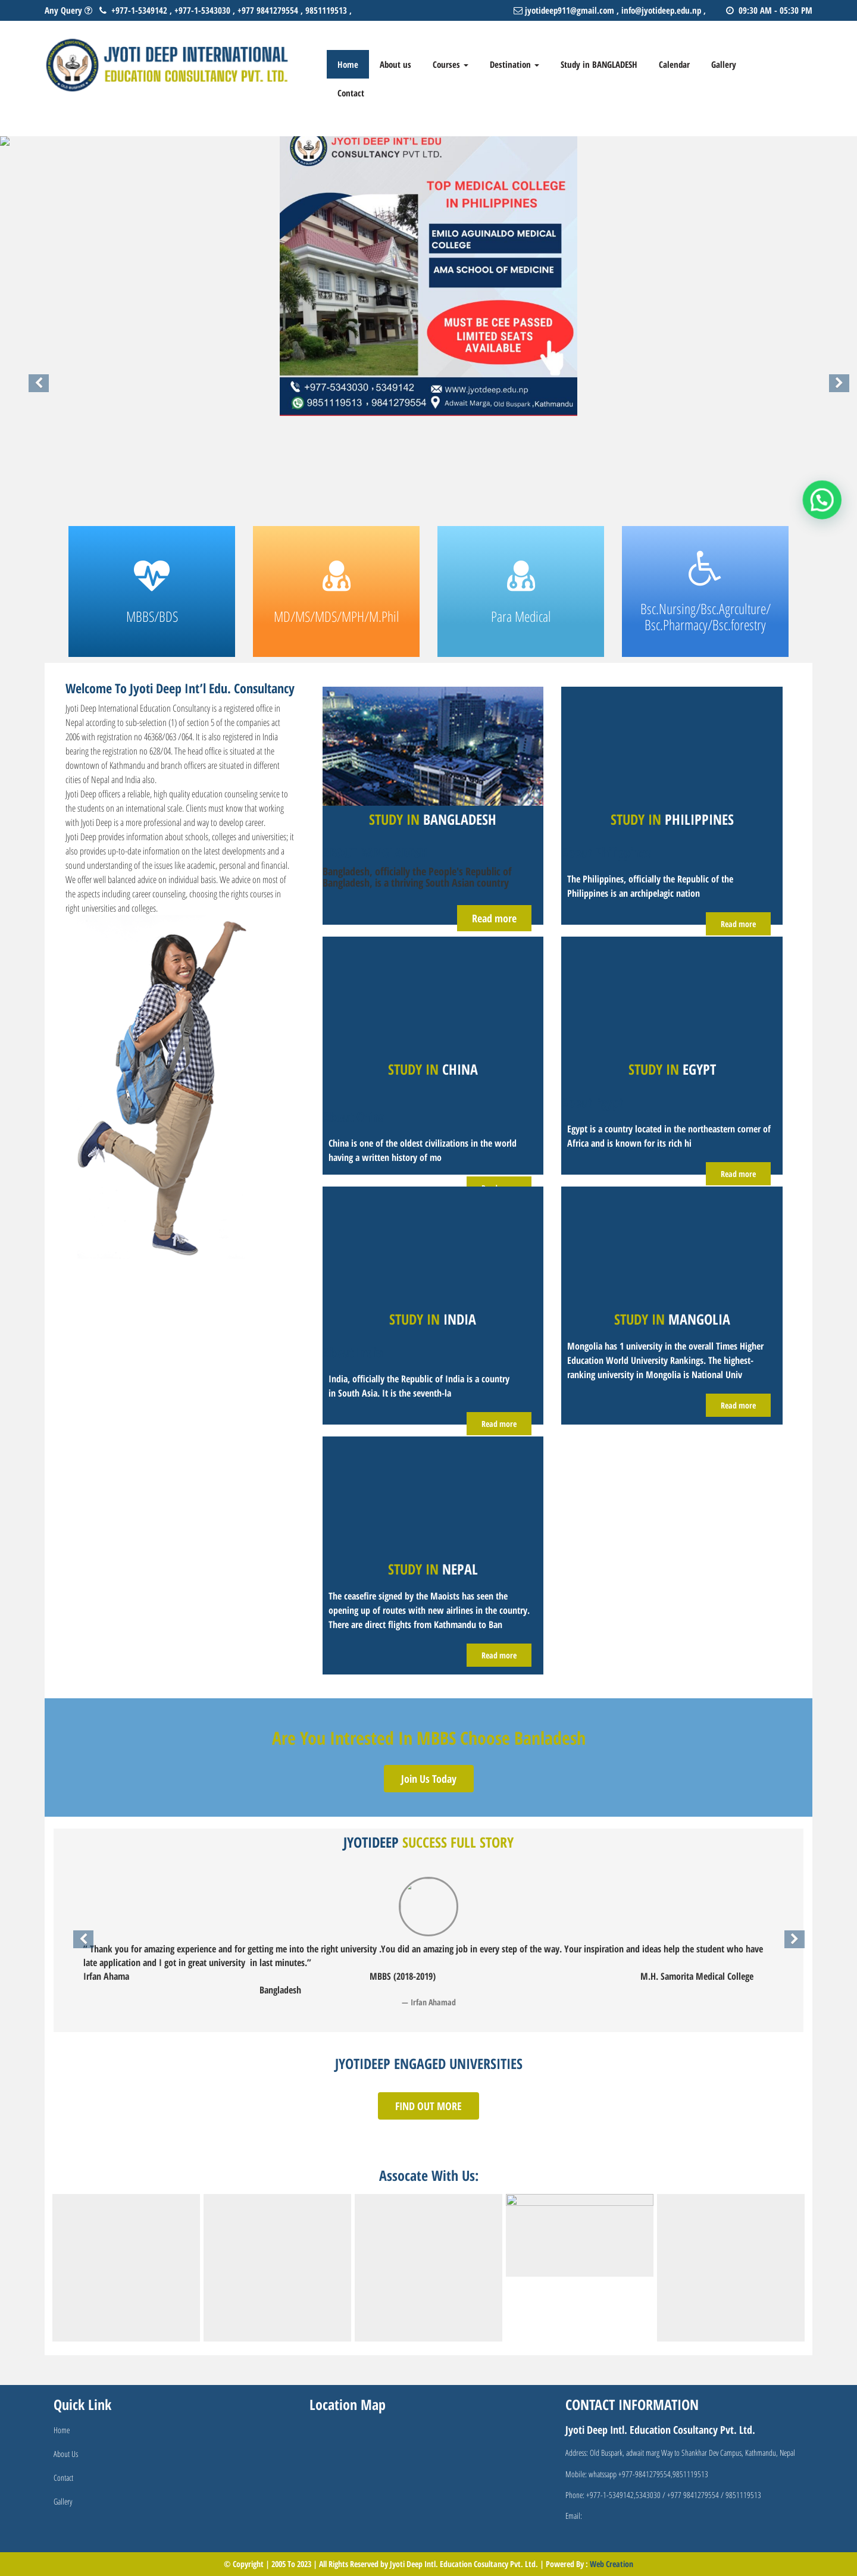 Any Query +977-1-5349142 , +977-1-5343030 , +977 9841279554 , 9851119513 ,
jyotideep911@gmail.com , info@jyotideep.edu.np ,
09:30 AM - 05:30 PM
JYOTI DEEP INTERNATIONAL
EDUCATION CONSULTANCY PVT. LTD.
Home
About us
Courses
Destination
Study in BANGLADESH
Calendar
Gallery
Contact
JYOTI DEEP INT'L EDU
CONSULTANCY PVT LTD.
TOP MEDICAL COLLEGE
IN PHILIPPINES
EMILO AGUINALDO MEDICAL
COLLEGE
AMA SCHOOL OF MEDICINE
MUST BE CEE PASSED
LIMITED SEATS
AVAILABLE
+977-5343030 , 5349142
WWW.jyotdeep.edu.np
9851119513 , 9841279554
Adwait Marga, Old Buspark ,Kathmandu
MBBS/BDS
MD/MS/MDS/MPH/M.Phil
Para Medical
Bsc.Nursing/Bsc.Agrculture/
Bsc.Pharmacy/Bsc.forestry
Welcome To Jyoti Deep Int’l Edu. Consultancy
Jyoti Deep International Education Consultancy is a registered office in
Nepal according to sub-selection (1) of section 5 of the companies act
2006 with registration no 46368/063 /064. It is also registered in India
bearing the registration no 628/04. The head office is situated at the
downtown of Kathmandu and branch officers are situated in different
cities of Nepal and India also.
Jyoti Deep officers a reliable, high quality education counseling service to
the students on an international scale. Clients must know that working
with Jyoti Deep is a more professional and way to develop career.
Jyoti Deep provides information about schools, colleges and universities; it
also provides up-to-date information on the latest developments and a
sound understanding of the issues like academic, personal and financial.
We offer well balanced advice on individual basis. We advice on most of
the aspects including career counseling, choosing the rights courses in
right universities and colleges.
STUDY IN BANGLADESH
Bangladesh, officially the People's Republic of
Bangladesh, is a thriving South Asian country
Read more
STUDY IN PHILIPPINES
The Philippines, officially the Republic of the
Philippines is an archipelagic nation
Read more
STUDY IN CHINA
China is one of the oldest civilizations in the world
having a written history of mo
STUDY IN EGYPT
Egypt is a country located in the northeastern corner of
Africa and is known for its rich hi
Read more
STUDY IN INDIA
India, officially the Republic of India is a country
in South Asia. It is the seventh-la
Read more
STUDY IN MANGOLIA
Mongolia has 1 university in the overall Times Higher
Education World University Rankings. The highest-
ranking university in Mongolia is National Univ
Read more
STUDY IN NEPAL
The ceasefire signed by the Maoists has seen the
opening up of routes with new airlines in the country.
There are direct flights from Kathmandu to Ban
Read more
Are You Intrested In MBBS Choose Banladesh
Join Us Today
JYOTIDEEP SUCCESS FULL STORY
" Thank you for amazing experience and for getting me into the right university .You did an amazing job in every step of the way. Your inspiration and ideas help the student who have
late application and I got in great university in last minutes.”
Irfan Ahama MBBS (2018-2019) M.H. Samorita Medical College
Bangladesh
— Irfan Ahamad
JYOTIDEEP ENGAGED UNIVERSITIES
FIND OUT MORE
Assocate With Us:
Quick Link
Home
About Us
Contact
Gallery
Location Map
CONTACT INFORMATION
Jyoti Deep Intl. Education Cosultancy Pvt. Ltd.
Address: Old Buspark, adwait marg Way to Shankhar Dev Campus, Kathmandu, Nepal
Mobile: whatssapp +977-9841279554,9851119513
Phone: +977-1-5349142,5343030 / +977 9841279554 / 9851119513
Email:
© Copyright | 2005 To 2023 | All Rights Reserved by Jyoti Deep Intl. Education Cosultancy Pvt. Ltd. | Powered By : Web Creation